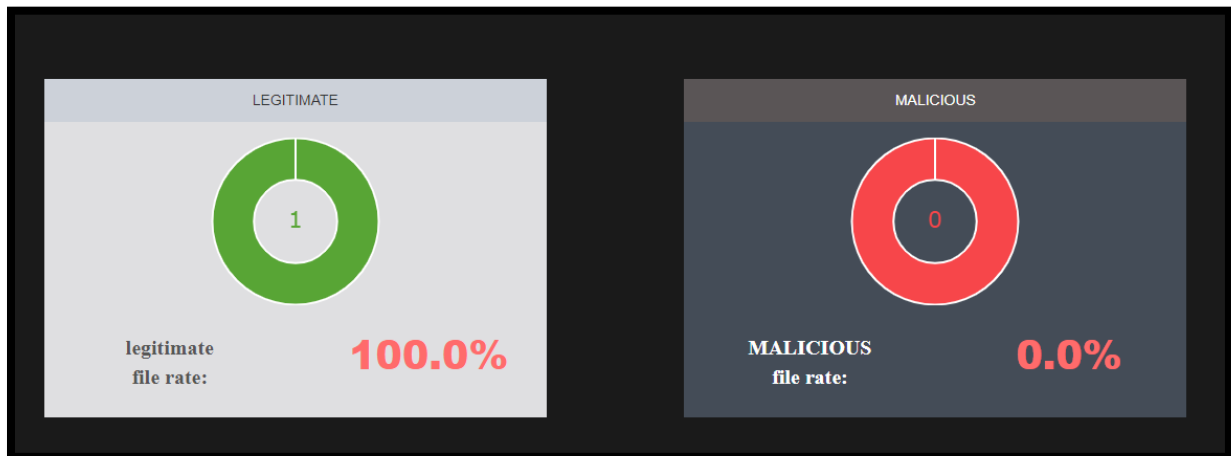 LEGITIMATE
1
legitimate
file rate:
100.0%
MALICIOUS
0
MALICIOUS
file rate:
0.0%